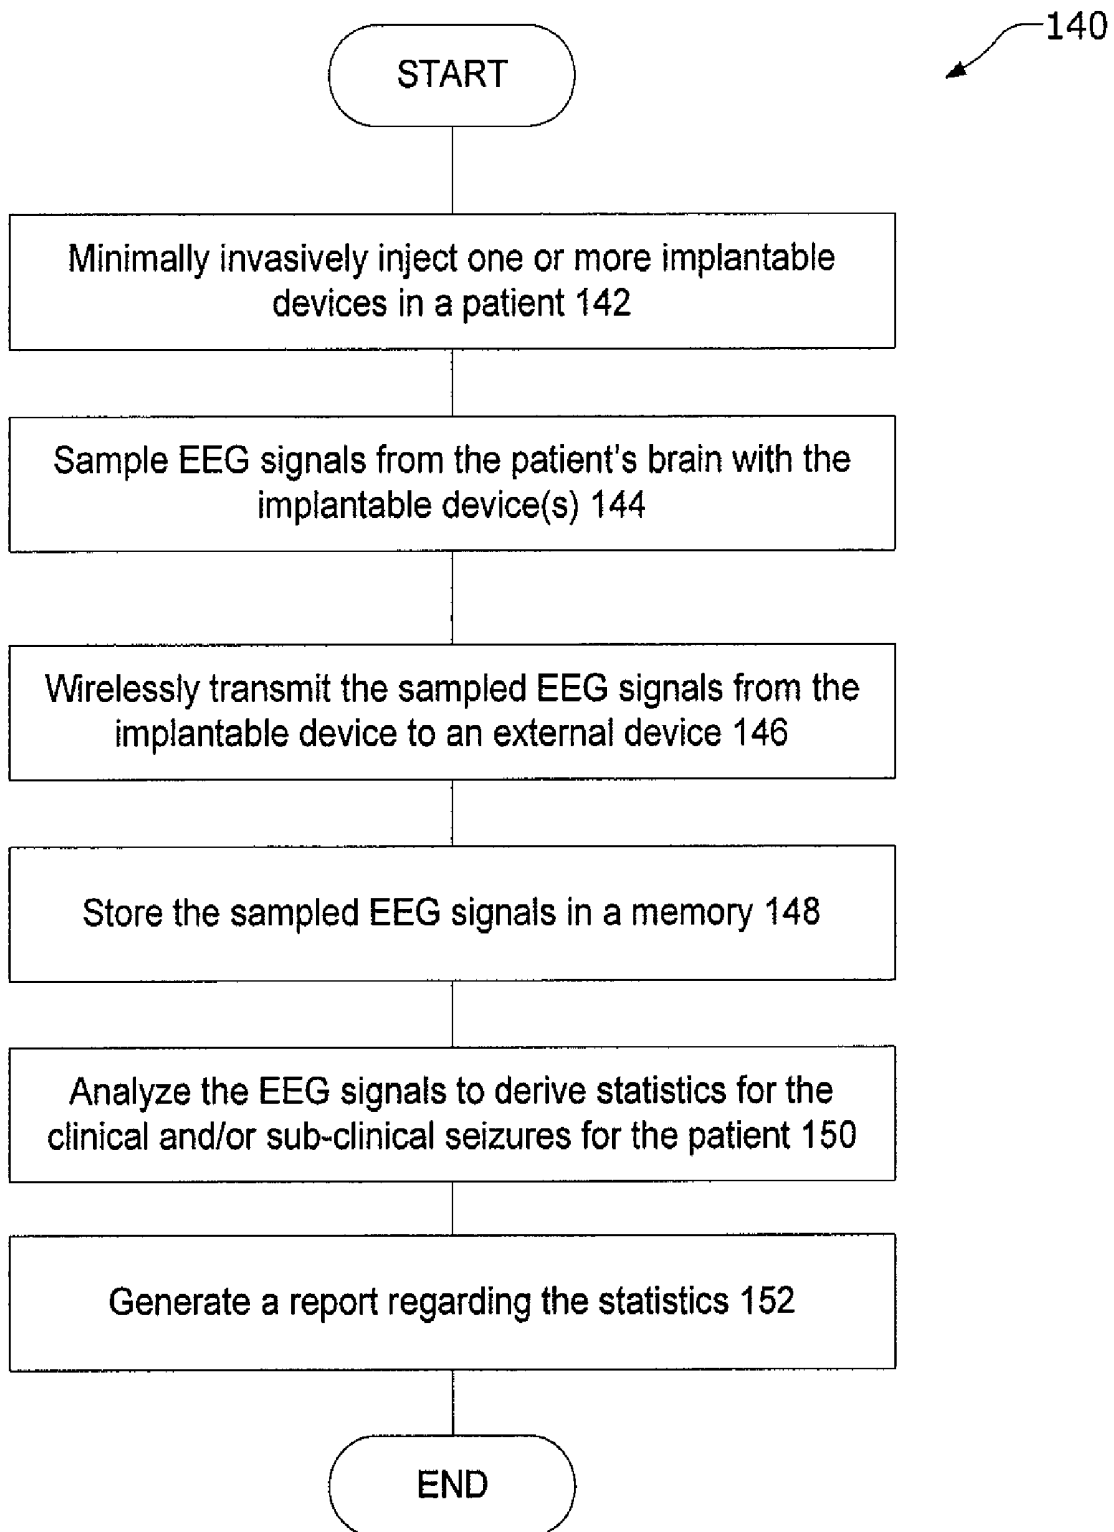 140
START
Minimally invasively inject one or more implantable
devices in a patient 142
Sample EEG signals from the patient's brain with the
implantable device(s) 144
Wirelessly transmit the sampled EEG signals from the
implantable device to an external device 146
Store the sampled EEG signals in a memory 148
Analyze the EEG signals to derive statistics for the
clinical and/or sub-clinical seizures for the patient 150
Generate a report regarding the statistics 152
END